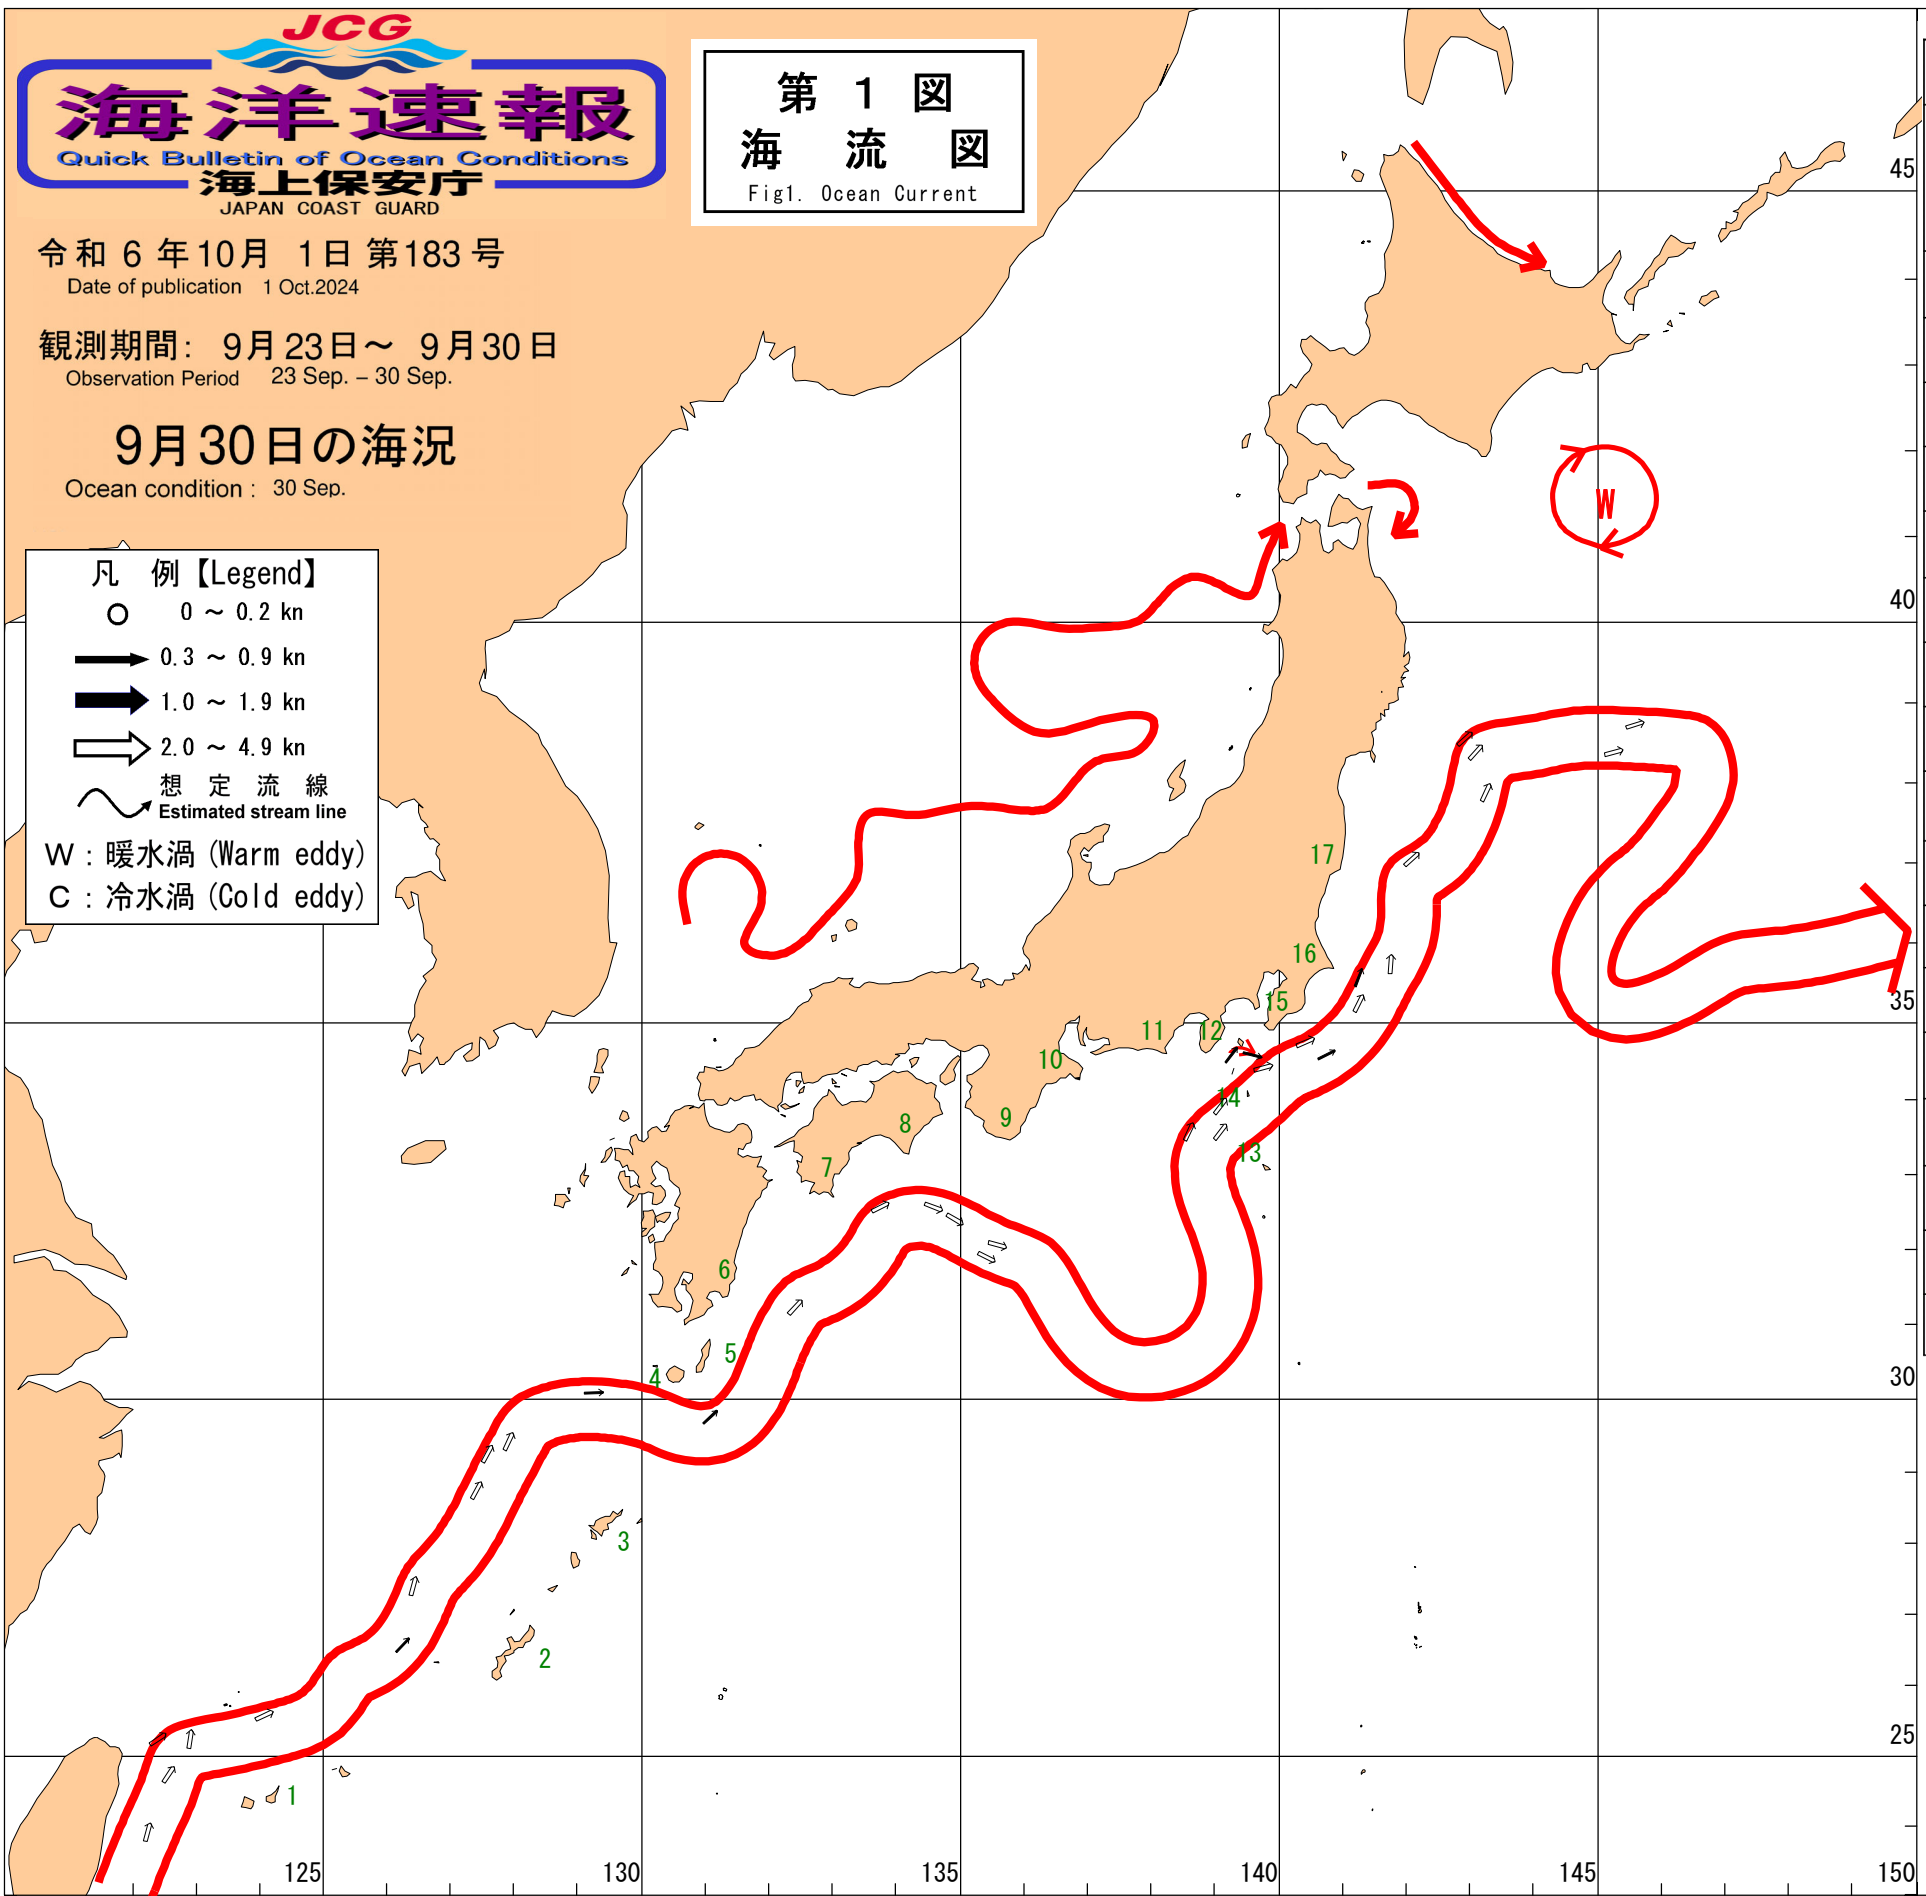 JCG
海洋速報
Quick Bulletin of Ocean Conditions
海上保安庁
JAPAN COAST GUARD
令和 6 年10月 1日 第183号
Date of publication 1 Oct.2024
観測期間: 9月23日～ 9月30日
Observation Period 23 Sep. – 30 Sep.
9月30日の海況
Ocean condition : 30 Sep.
第 1 図
海 流 図
Fig1. Ocean Current
凡 例【Legend】
0 ～ 0.2 kn
0.3 ～ 0.9 kn
1.0 ～ 1.9 kn
2.0 ～ 4.9 kn
想 定 流 線
Estimated stream line
W : 暖水渦 (Warm eddy)
C : 冷水渦 (Cold eddy)
45
W
40
17
16
35
15
12
11
10
14
9
8
13
7
6
5
4
30
3
2
25
1
125
130
135
140
145
150